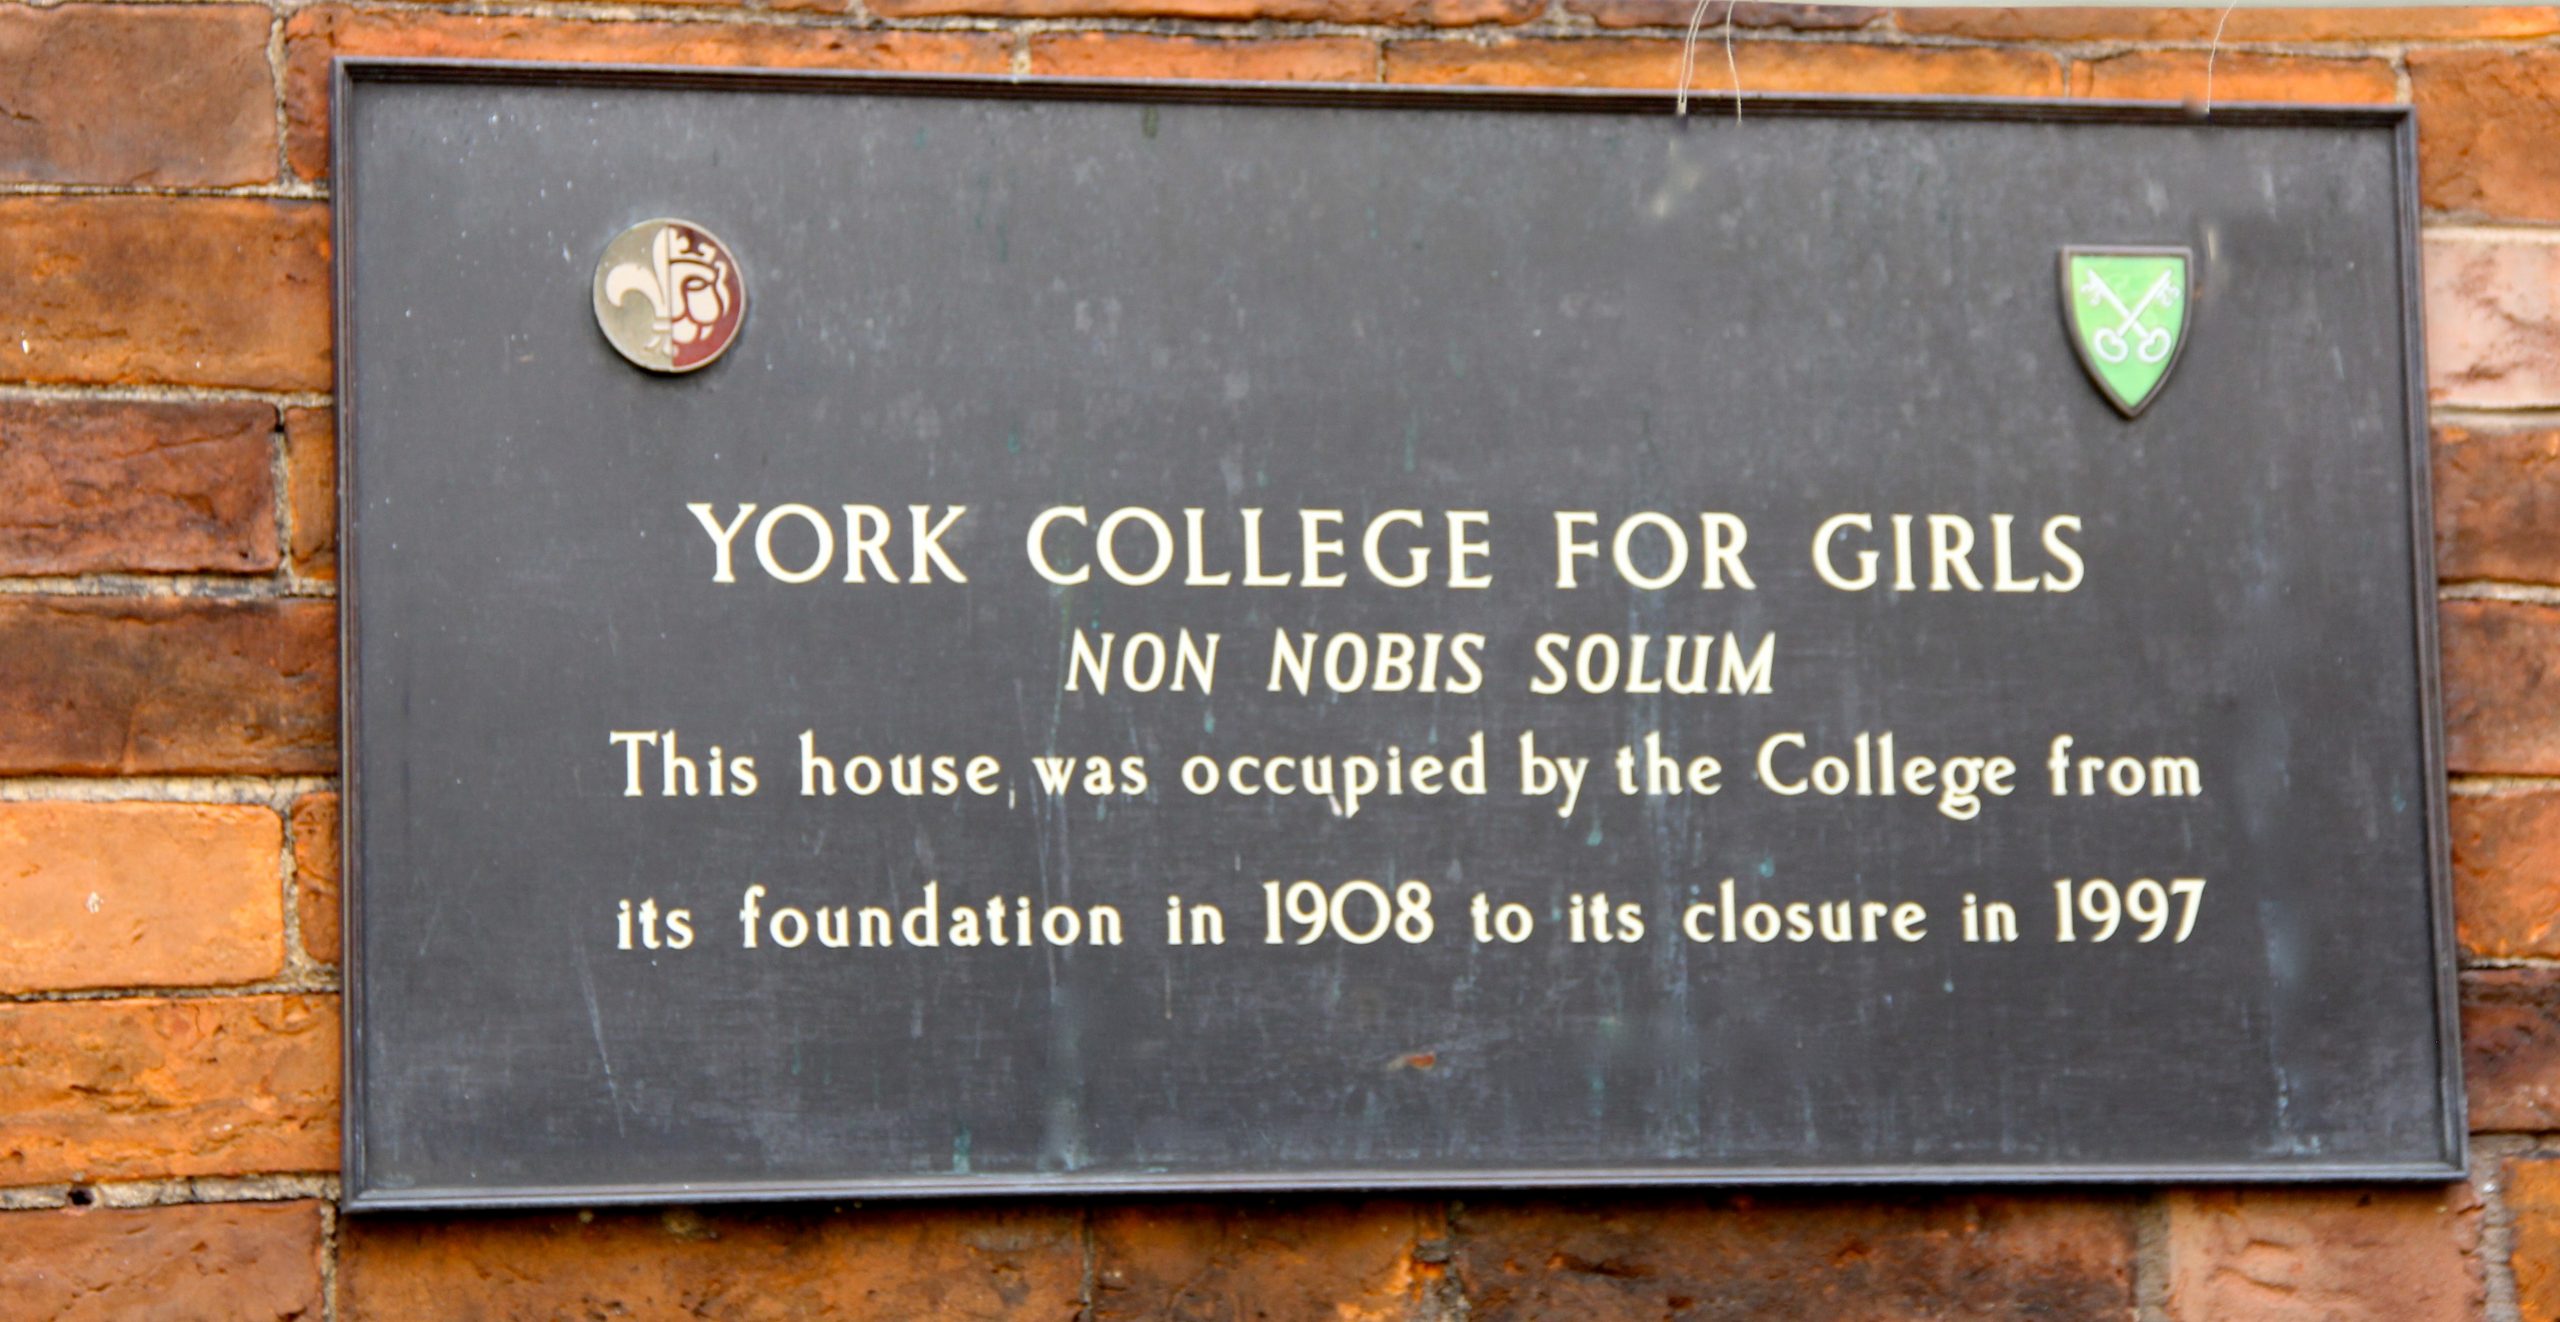 YORK COLLEGE FOR GIRLS
NON NOBIS SOLUM
This house was occupied by the College from
its foundation in 1908 to its closure in 1997